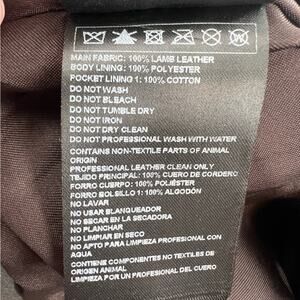 MAIN FABRIC: 100% LAMB LEATHER
BODY LINING: 100% POLYESTER
POCKET LINING 1: 100% COTTON
DO NOT WASH
DO NOT BLEACH
DO NOT TUMBLE DRY
DO NOT IRON
DO NOT DRY CLEAN
DO NOT PROFESSIONAL WASH WITH WATER
CONTAINS NON-TEXTILE PARTS OF ANIMAL
ORIGIN
PROFESSIONAL LEATHER CLEAN ONLY
TEJIDO PRINCIPAL: 100% CUERO DE CORDERO
FORRO CUERPO: 100% POLIÉSTER
FORRO BOLSILLO 1: 100% ALGODÓN
NO LAVAR
NO USAR BLANQUEADOR
NO SECAR EN LA SECADORA
NO PLANCHAR
NO LIMPIAR EN SECO
NO APTO PARA LIMPIEZA PROFESIONAL CON
AGUA
CONTIENE COMPONENTES NO TEXTILES DE
ORIGEN ANIMAL
LIMPIEZA POR UN PROFESIONAL DEL CUERO